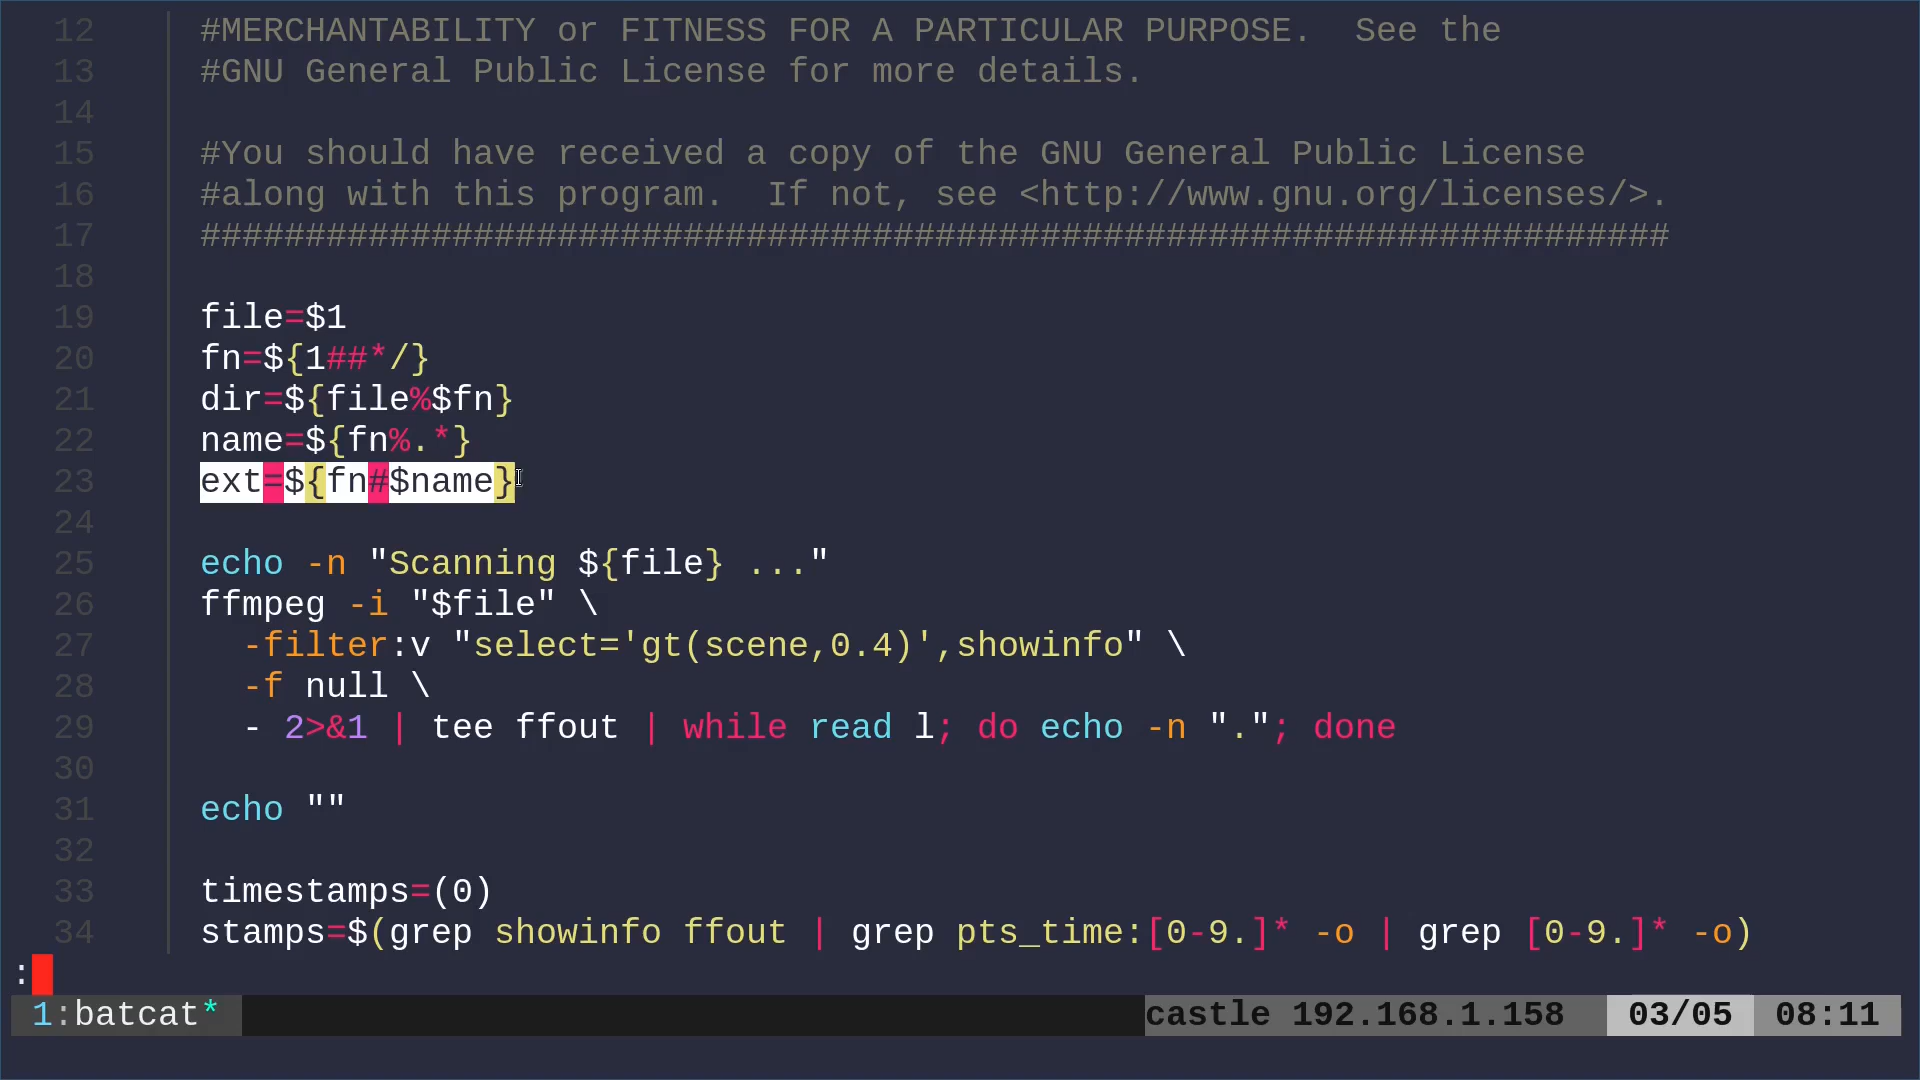 12 #MERCHANTABILITY or FITNESS FOR A PARTICULAR PURPOSE.  See the
13 #GNU General Public License for more details.
14
15 #You should have received a copy of the GNU General Public License
16 #along with this program.  If not, see <http://www.gnu.org/licenses/>.
17 ######################################################################
18
19 file=$1
20 fn=${1##*/}
21 dir=${file%$fn}
22 name=${fn%.*}
23 ext=${fn#$name}
24
25 echo -n "Scanning ${file} ..."
26 ffmpeg -i "$file" \
27   -filter:v "select='gt(scene,0.4)',showinfo" \
28   -f null \
29   - 2>&1 | tee ffout | while read l; do echo -n "."; done
30
31 echo ""
32
33 timestamps=(0)
34 stamps=$(grep showinfo ffout | grep pts_time:[0-9.]* -o | grep [0-9.]* -o)
:
1:batcat* castle 192.168.1.158 03/05 08:11